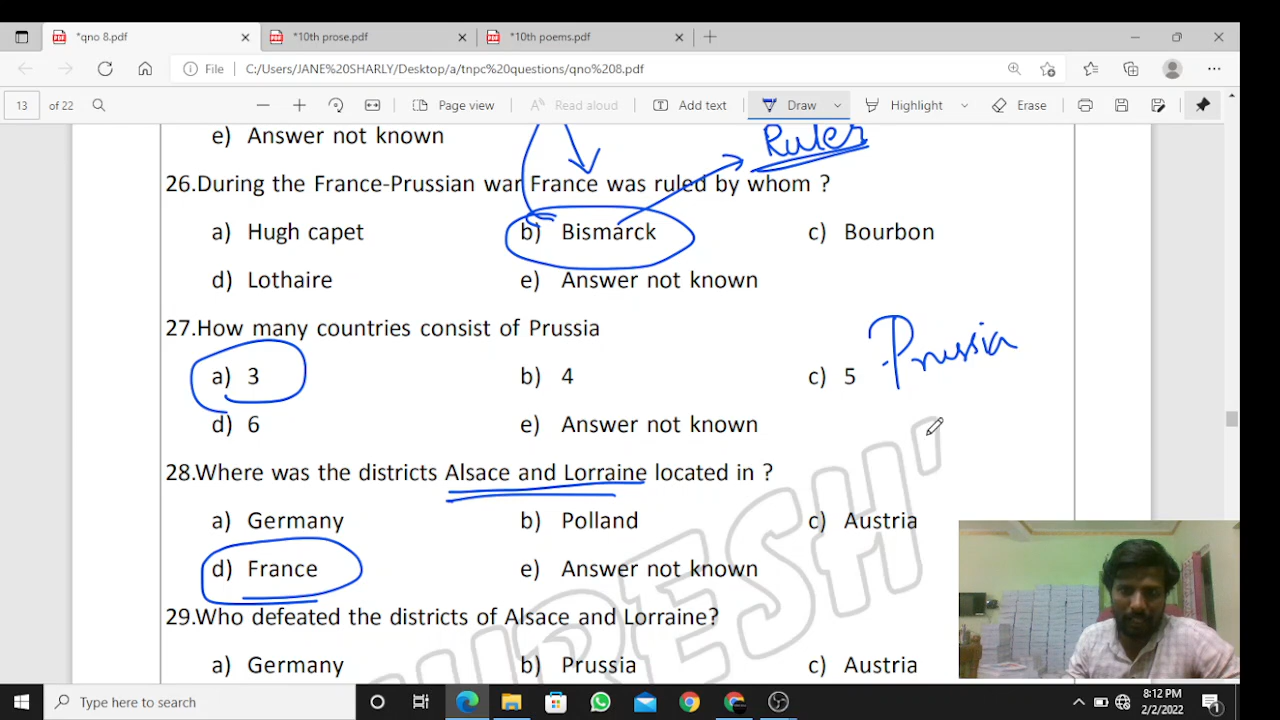 *qno 8.pdf
*10th prose.pdf
*10th poems.pdf
File C:/Users/JANE%20SHARLY/Desktop/a/tnpc%20questions/qno%208.pdf
13 of 22 Page view Read aloud Add text Draw Highlight Erase
e) Answer not known
Ruler
26.During the France-Prussian war France was ruled by whom ?
a) Hugh capet b) Bismarck c) Bourbon
d) Lothaire e) Answer not known
27.How many countries consist of Prussia
Prussia
a) 3 b) 4 c) 5
d) 6 e) Answer not known
28.Where was the districts Alsace and Lorraine located in ?
a) Germany b) Polland c) Austria
d) France e) Answer not known
29.Who defeated the districts of Alsace and Lorraine?
a) Germany b) Prussia c) Austria
Type here to search
8:12 PM
2/2/2022